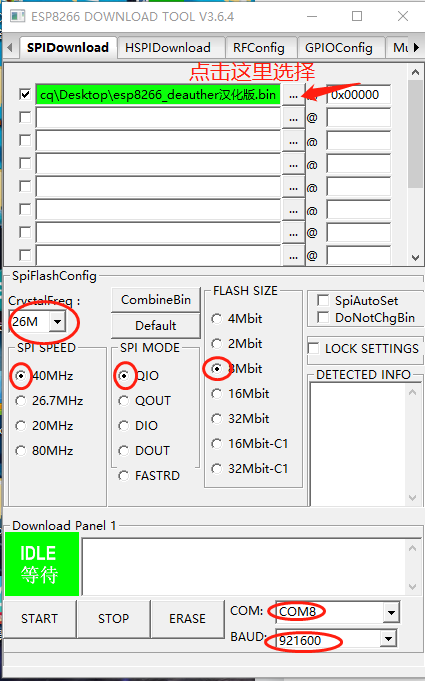 ESP8266 DOWNLOAD TOOL V3.6.4
SPIDownload HSPIDownload RFConfig GPIOConfig Mu
点击这里选择
cq\Desktop\esp8266_deauther汉化版.bin ... @ 0x00000
... @
... @
... @
... @
... @
... @
... @
SpiFlashConfig
CrystalFreq :
26M
CombineBin
Default
SPI SPEED
40MHz
26.7MHz
20MHz
80MHz
SPI MODE
QIO
QOUT
DIO
DOUT
FASTRD
FLASH SIZE
4Mbit
2Mbit
8Mbit
16Mbit
32Mbit
16Mbit-C1
32Mbit-C1
SpiAutoSet
DoNotChgBin
LOCK SETTINGS
DETECTED INFO
Download Panel 1
IDLE
等待
START STOP ERASE
COM: COM8
BAUD: 921600